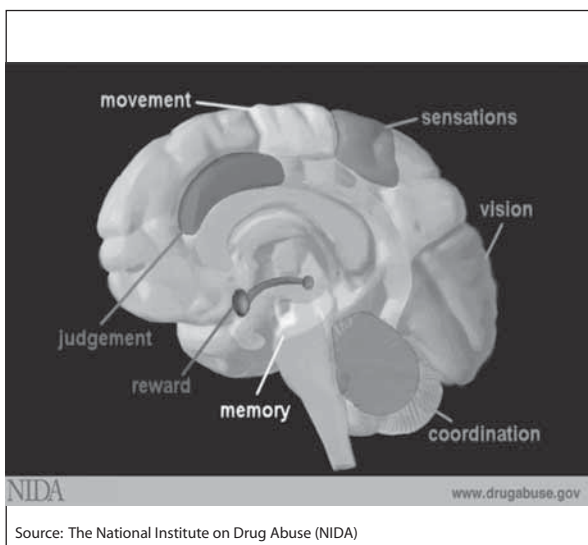 movement
sensations
vision
judgement
reward
memory
coordination
NIDA
www.drugabuse.gov
Source: The National Institute on Drug Abuse (NIDA)